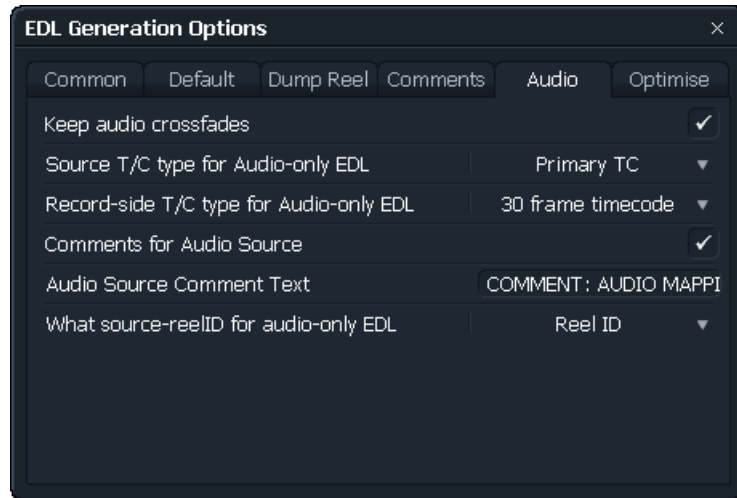 EDL Generation Options
Common Default Dump Reel Comments Audio Optimise
Keep audio crossfades
Source T/C type for Audio-only EDL Primary TC
Record-side T/C type for Audio-only EDL 30 frame timecode
Comments for Audio Source
Audio Source Comment Text COMMENT: AUDIO MAPPI
What source-reelID for audio-only EDL Reel ID